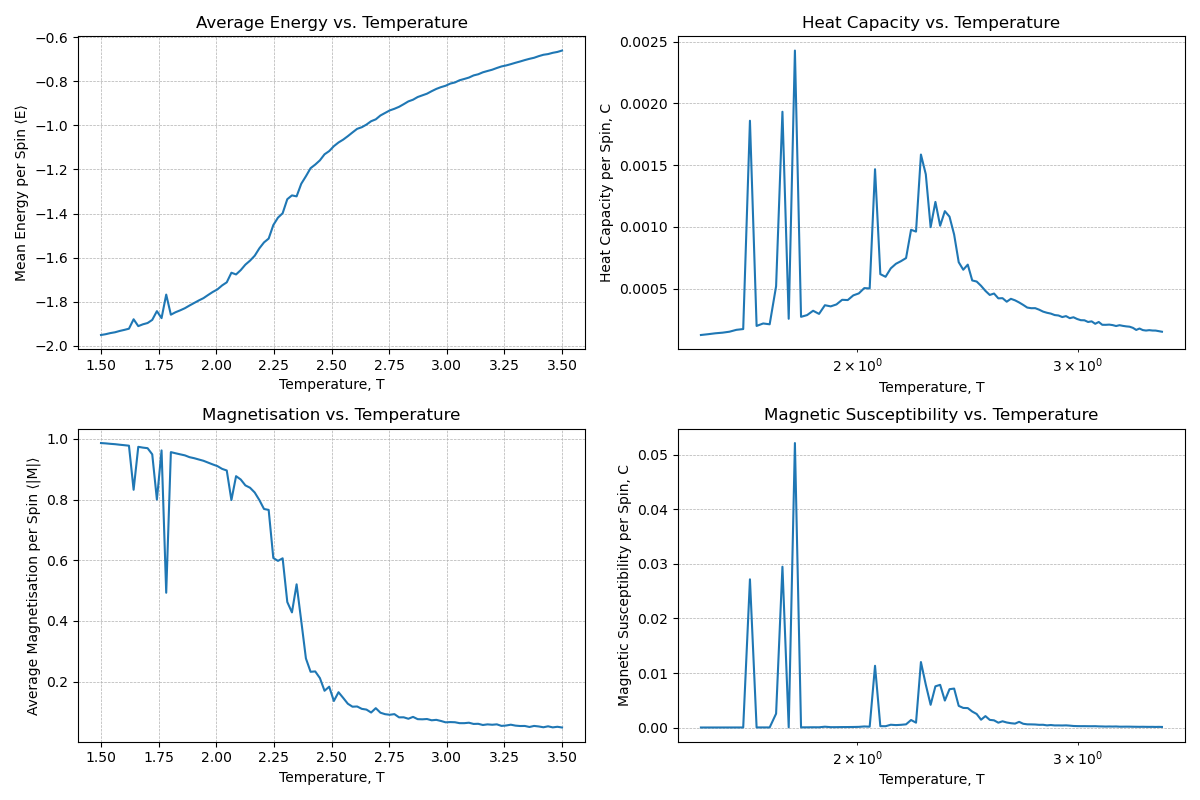 Average Energy vs. Temperature
Mean Energy per Spin ⟨E⟩
−0.6
−0.8
−1.0
−1.2
−1.4
−1.6
−1.8
−2.0
1.50 1.75 2.00 2.25 2.50 2.75 3.00 3.25 3.50
Temperature, T
Heat Capacity vs. Temperature
Heat Capacity per Spin, C
0.0025
0.0020
0.0015
0.0010
0.0005
2 × 10⁰ 3 × 10⁰
Temperature, T
Magnetisation vs. Temperature
Average Magnetisation per Spin ⟨|M|⟩
1.0
0.8
0.6
0.4
0.2
1.50 1.75 2.00 2.25 2.50 2.75 3.00 3.25 3.50
Temperature, T
Magnetic Susceptibility vs. Temperature
Magnetic Susceptibility per Spin, C
0.05
0.04
0.03
0.02
0.01
0.00
2 × 10⁰ 3 × 10⁰
Temperature, T